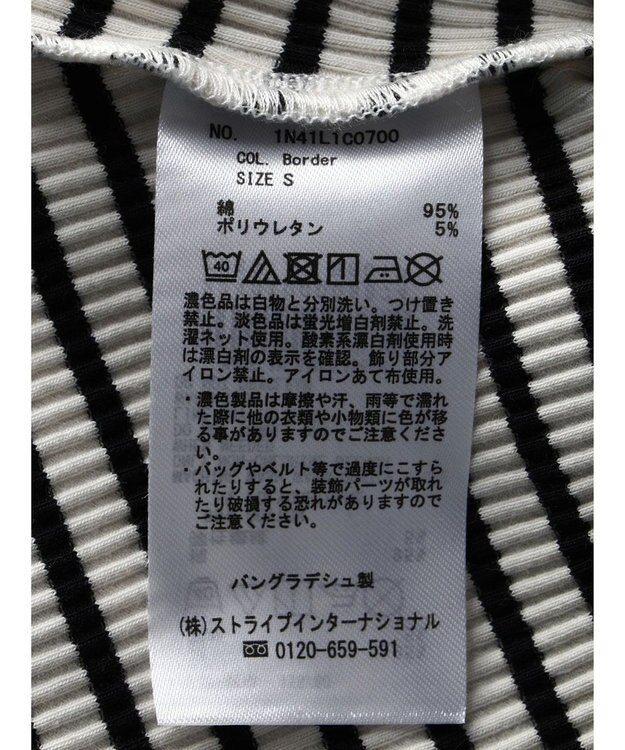 NO. 1N41L1C0700
COL. Border
SIZE S
綿 95%
ポリウレタン 5%
40
濃色品は白物と分別洗い。つけ置き
禁止。淡色品は蛍光増白剤禁止。洗
濯ネット使用。酸素系漂白剤使用時
は漂白剤の表示を確認。飾り部分ア
イロン禁止。アイロンあて布使用。
・濃色製品は摩擦や汗、雨等で濡れ
た際に他の衣類や小物類に色が移
る事がありますのでご注意くださ
い。
・バッグやベルト等で過度にこすら
れたりすると、装飾パーツが取れ
たり破損する恐れがありますので
ご注意ください。
バングラデシュ製
(株)ストライプインターナショナル
0120-659-591